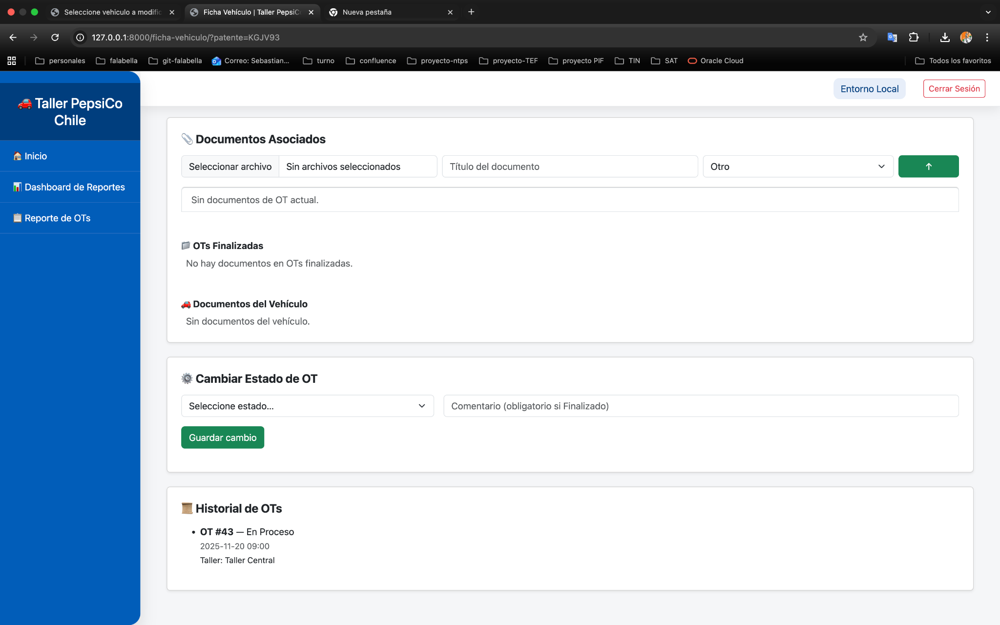 Seleccione vehiculo a modific
Ficha Vehículo | Taller PepsiCo
Nueva pestaña
127.0.0.1:8000/ficha-vehiculo/?patente=KGJV93
personales
falabella
git-falabella
Correo: Sebastian...
turno
confluence
proyecto-ntps
proyecto-TEF
proyecto PIF
TIN
SAT
Oracle Cloud
Todos los favoritos
Taller PepsiCo
Chile
Inicio
Dashboard de Reportes
Reporte de OTs
Entorno Local
Cerrar Sesión
Documentos Asociados
Seleccionar archivo
Sin archivos seleccionados
Título del documento
Otro
Sin documentos de OT actual.
OTs Finalizadas
No hay documentos en OTs finalizadas.
Documentos del Vehículo
Sin documentos del vehículo.
Cambiar Estado de OT
Seleccione estado...
Comentario (obligatorio si Finalizado)
Guardar cambio
Historial de OTs
• OT #43 — En Proceso
2025-11-20 09:00
Taller: Taller Central